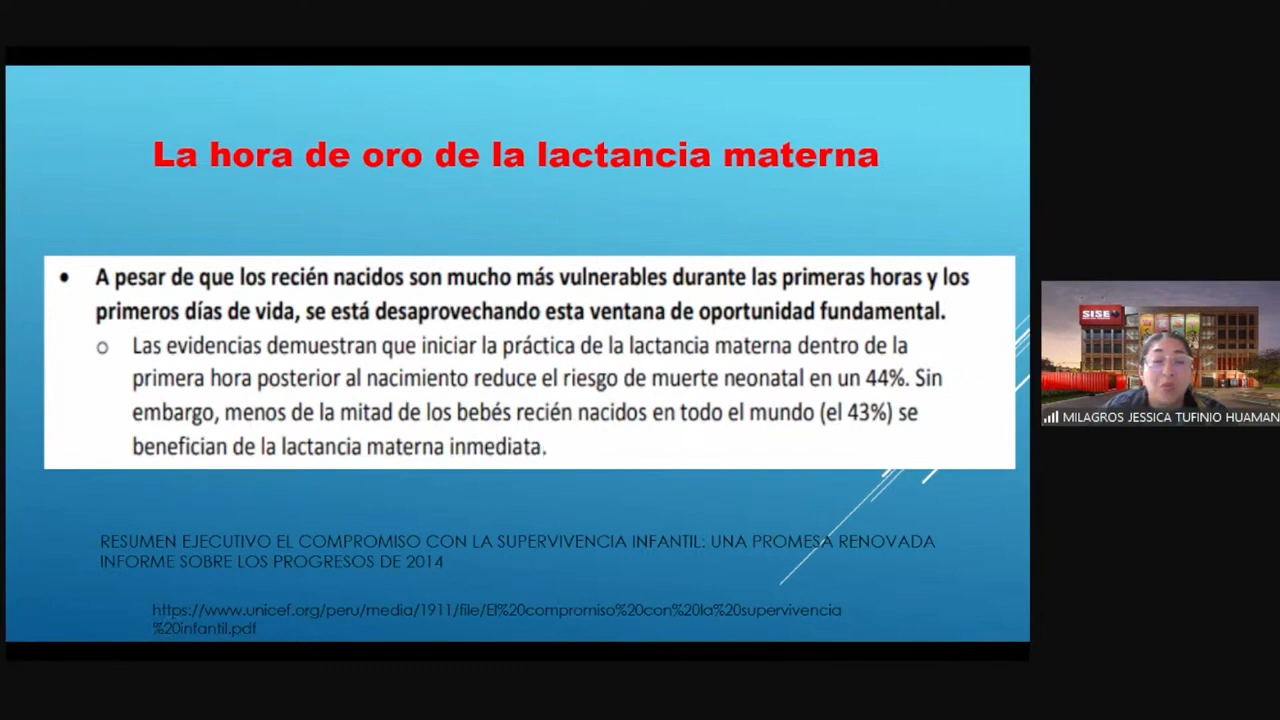 La hora de oro de la lactancia materna
• A pesar de que los recién nacidos son mucho más vulnerables durante las primeras horas y los
primeros días de vida, se está desaprovechando esta ventana de oportunidad fundamental.
o Las evidencias demuestran que iniciar la práctica de la lactancia materna dentro de la
primera hora posterior al nacimiento reduce el riesgo de muerte neonatal en un 44%. Sin
embargo, menos de la mitad de los bebés recién nacidos en todo el mundo (el 43%) se
benefician de la lactancia materna inmediata.
RESUMEN EJECUTIVO EL COMPROMISO CON LA SUPERVIVENCIA INFANTIL: UNA PROMESA RENOVADA
INFORME SOBRE LOS PROGRESOS DE 2014
https://www.unicef.org/peru/media/1911/file/El%20compromiso%20con%20la%20supervivencia
%20infantil.pdf
SISE
MILAGROS JESSICA TUFINIO HUAMAN